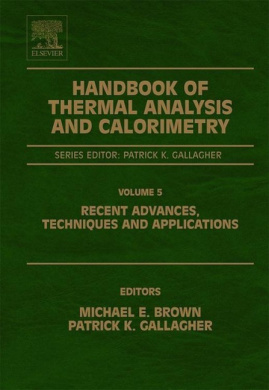 ELSEVIER
HANDBOOK OF
THERMAL ANALYSIS
AND CALORIMETRY
SERIES EDITOR: PATRICK K. GALLAGHER
VOLUME 5
RECENT ADVANCES,
TECHNIQUES AND APPLICATIONS
EDITORS
MICHAEL E. BROWN
PATRICK K. GALLAGHER